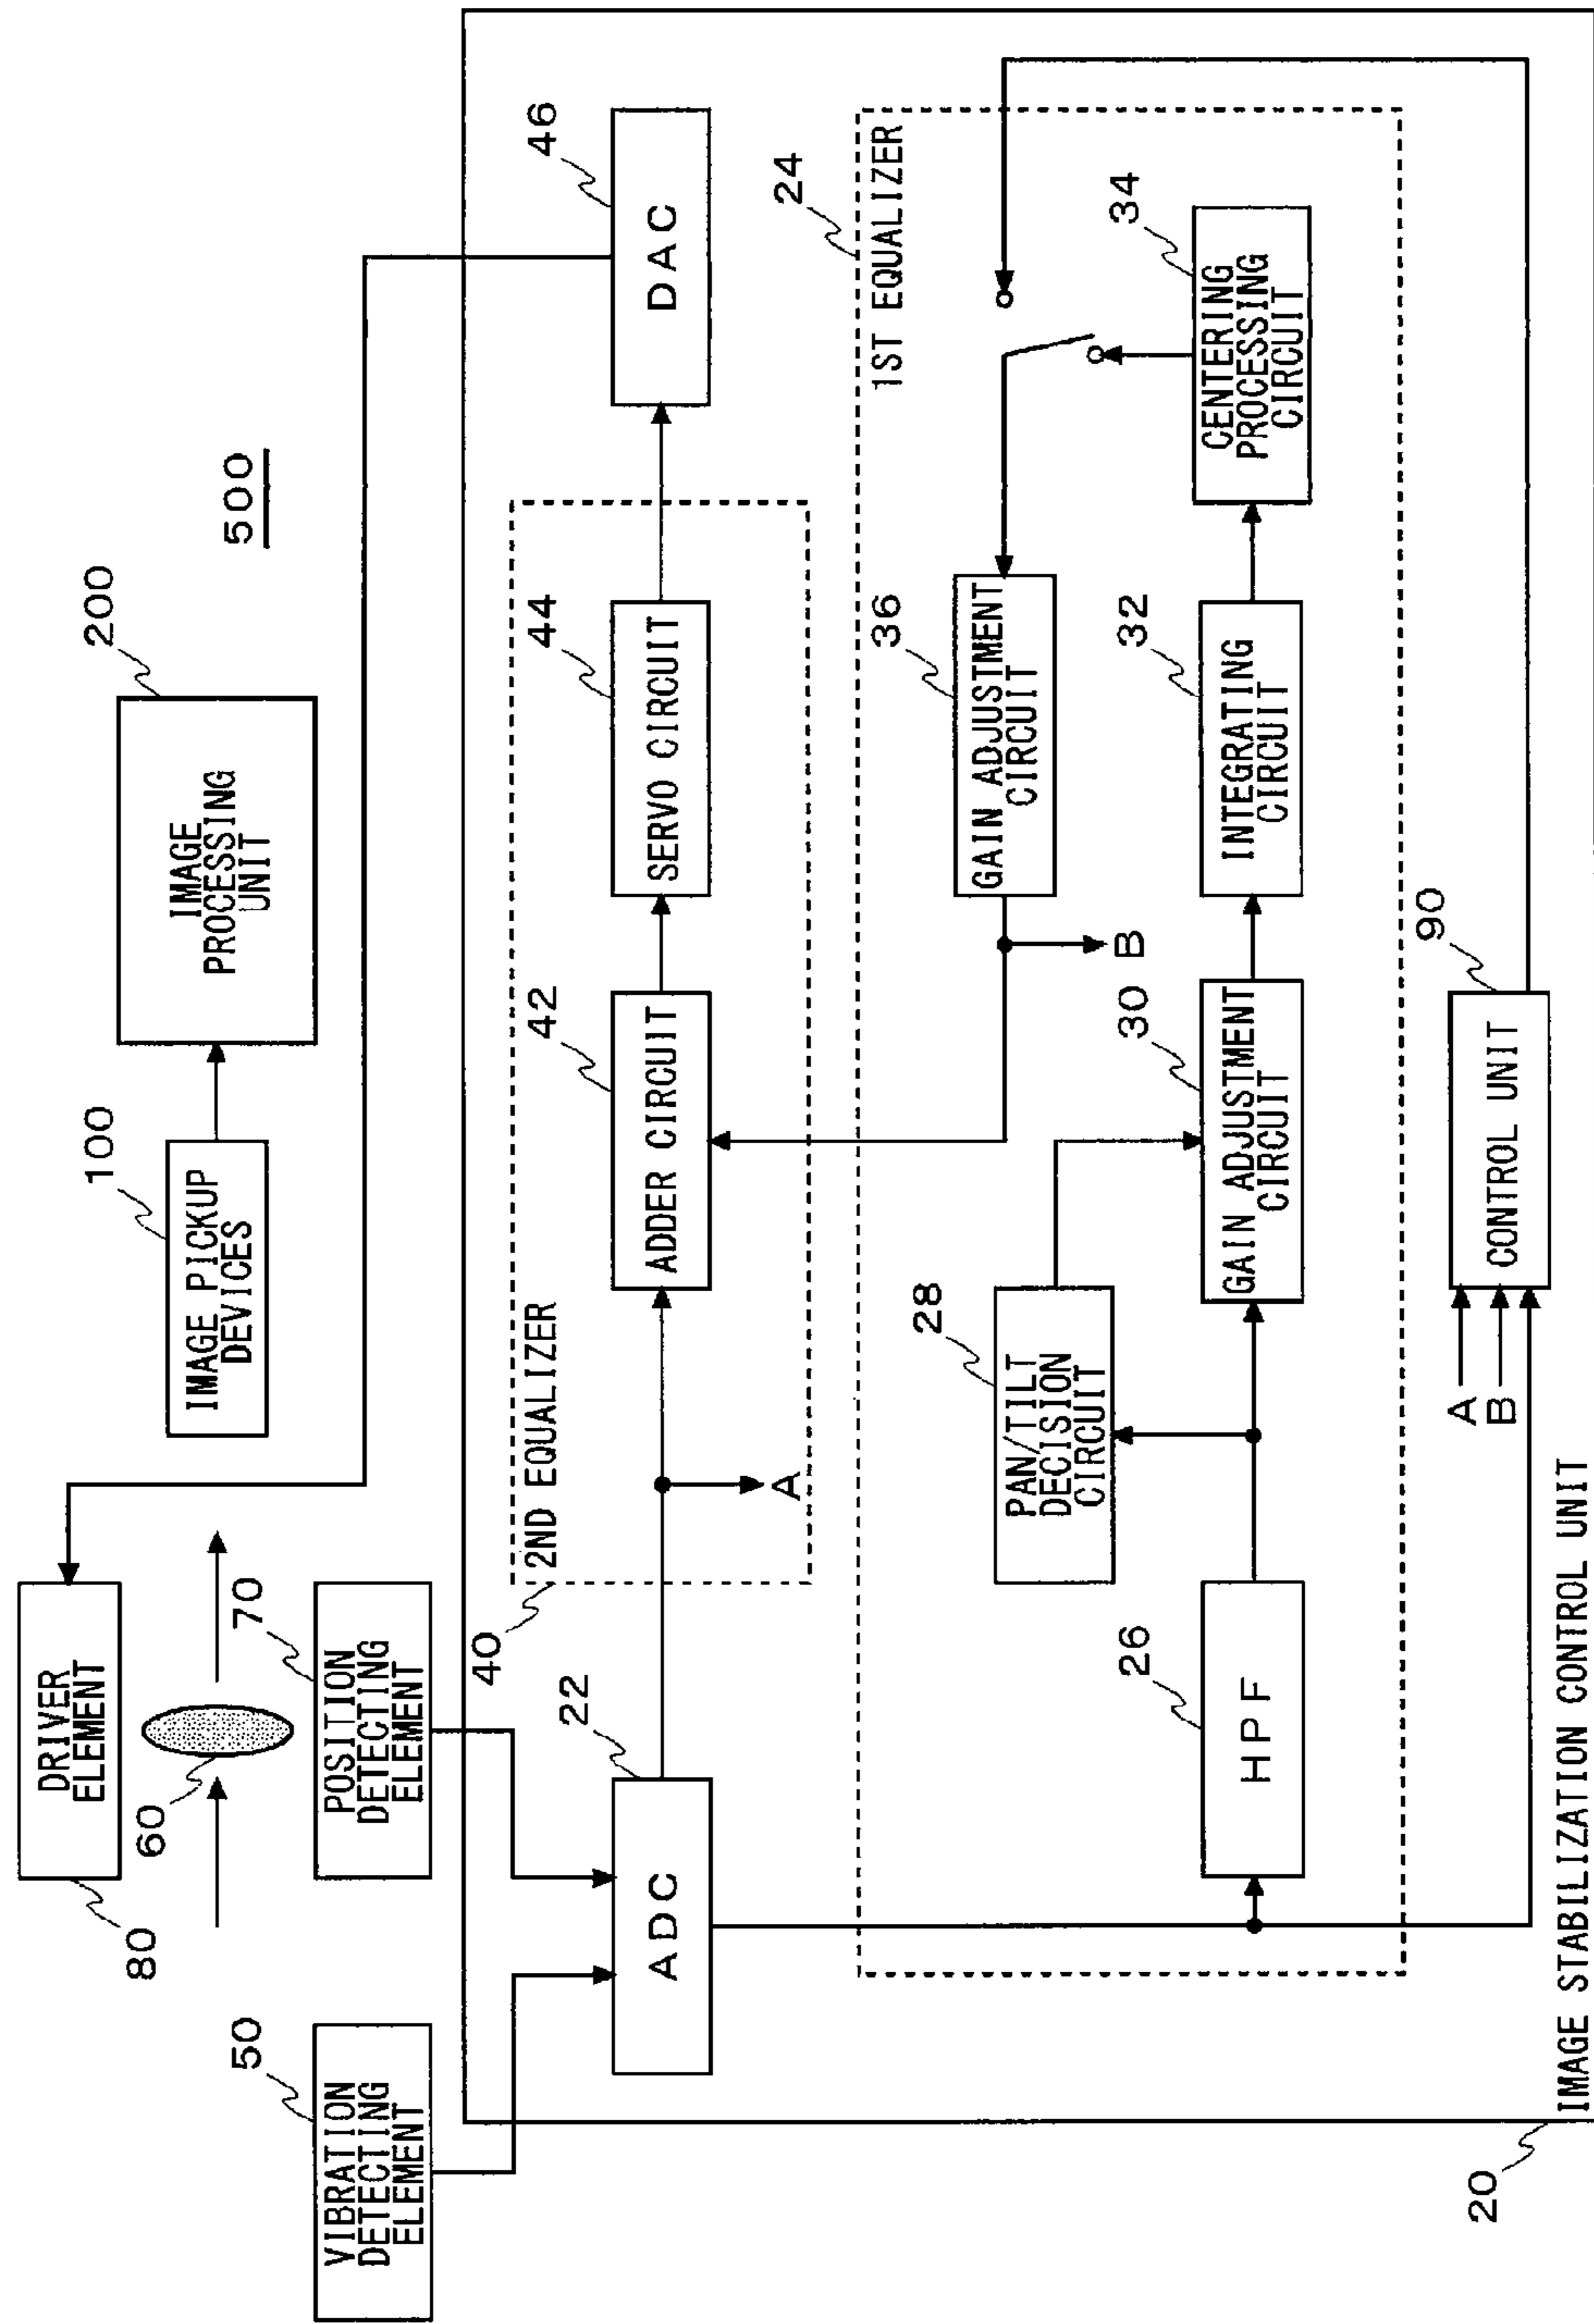 500
80
DRIVER
ELEMENT
60
100
IMAGE PICKUP
DEVICES
200
IMAGE
PROCESSING
UNIT
50
VIBRATION
DETECTING
ELEMENT
70
POSITION
DETECTING
ELEMENT
40
2ND EQUALIZER
22
ADC
A
42
ADDER CIRCUIT
44
SERVO CIRCUIT
46
DAC
24
1ST EQUALIZER
28
PAN/TILT
DECISION
CIRCUIT
B
36
GAIN ADJUSTMENT
CIRCUIT
26
HPF
30
GAIN ADJUSTMENT
CIRCUIT
32
INTEGRATING
CIRCUIT
34
CENTERING
PROCESSING
CIRCUIT
A
B
90
CONTROL UNIT
20
IMAGE STABILIZATION CONTROL UNIT